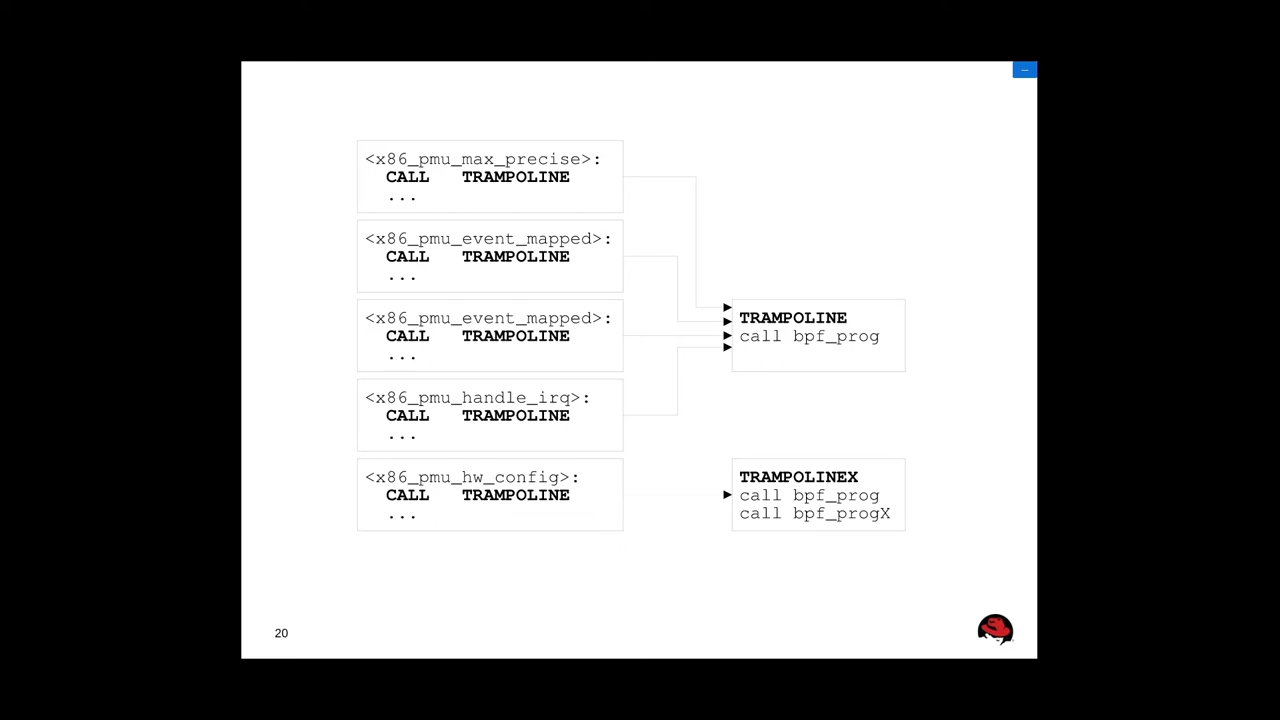 <x86_pmu_max_precise>:
CALL TRAMPOLINE
...
<x86_pmu_event_mapped>:
CALL TRAMPOLINE
...
<x86_pmu_event_mapped>:
CALL TRAMPOLINE
...
<x86_pmu_handle_irq>:
CALL TRAMPOLINE
...
<x86_pmu_hw_config>:
CALL TRAMPOLINE
...
TRAMPOLINE
call bpf_prog
TRAMPOLINEX
call bpf_prog
call bpf_progX
20